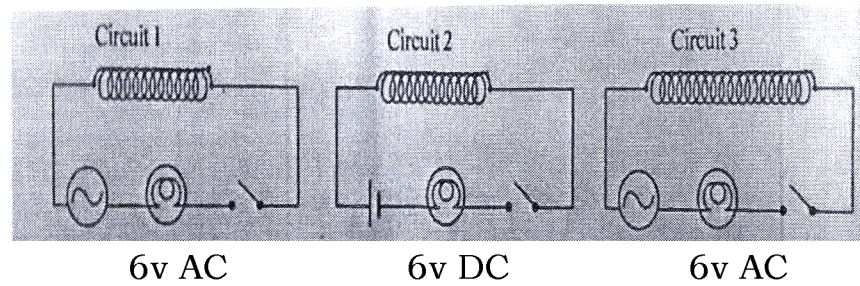 Circuit 1 Circuit 2 Circuit 3
6v AC 6v DC 6v AC